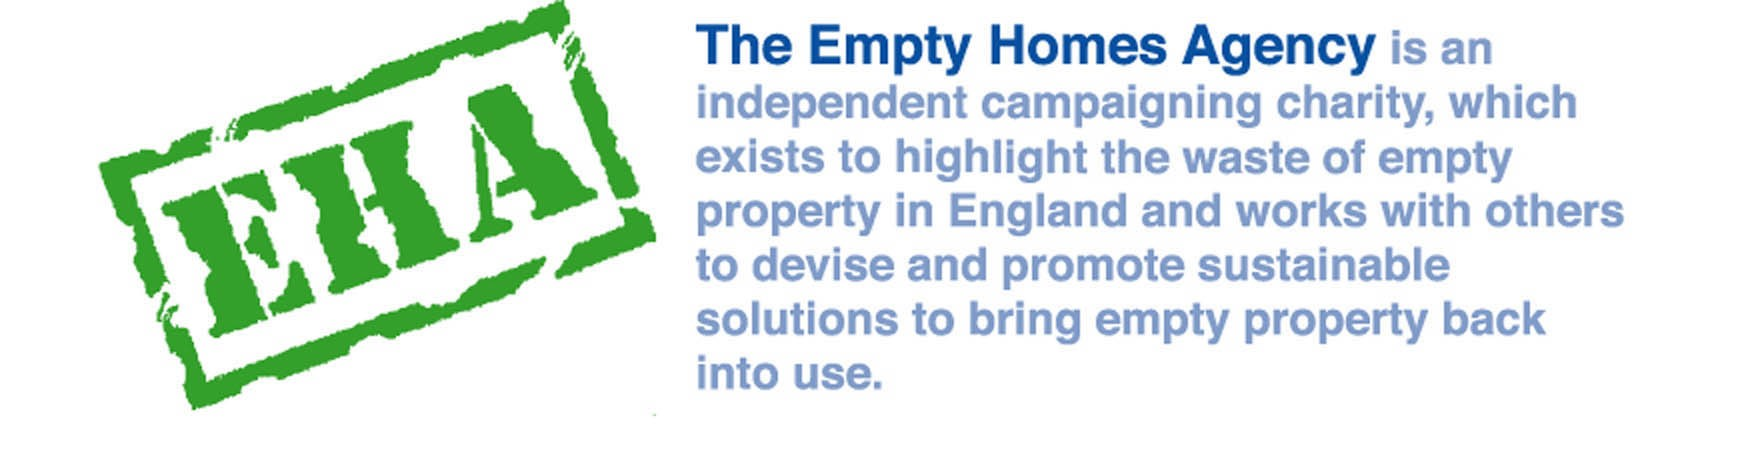 EHA
The Empty Homes Agency is an
independent campaigning charity, which
exists to highlight the waste of empty
property in England and works with others
to devise and promote sustainable
solutions to bring empty property back
into use.